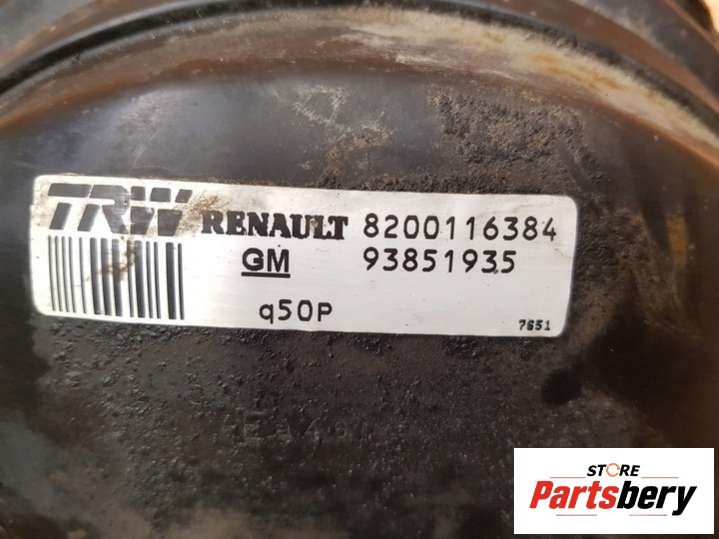 TRW RENAULT 8200116384
GM 93851935
q50P
7651
STORE
Partsbery